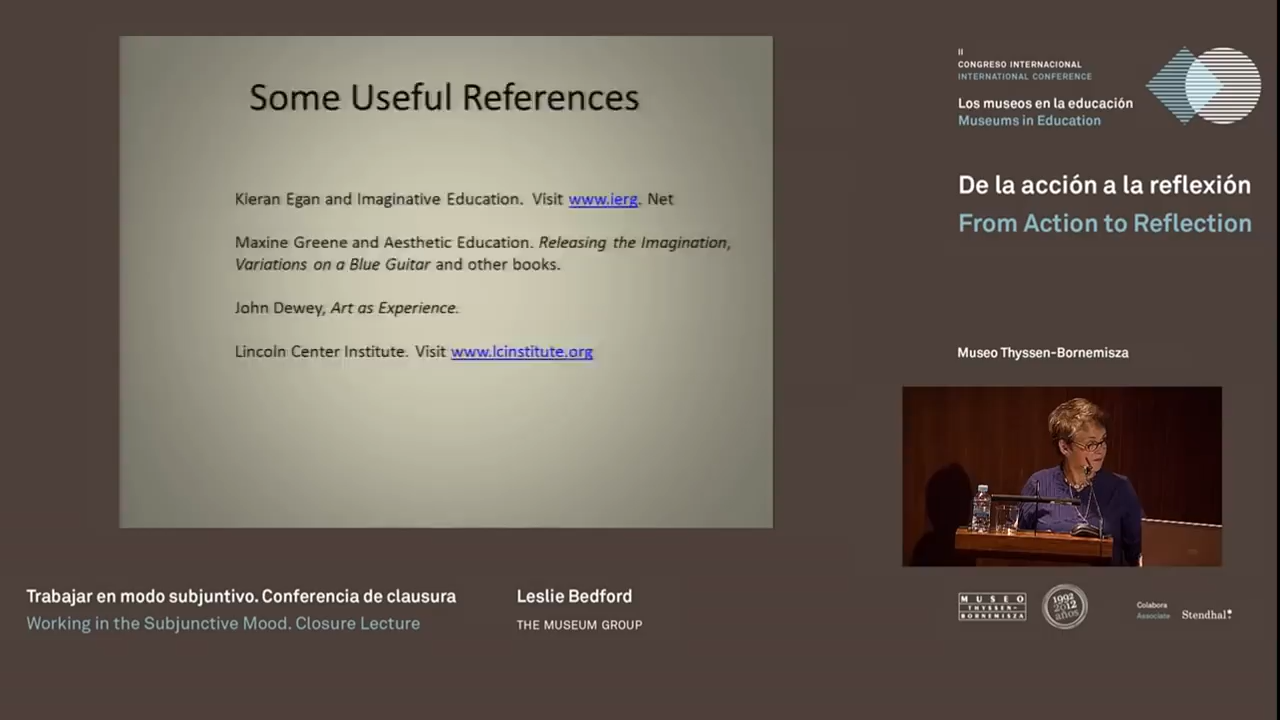 Some Useful References
Kieran Egan and Imaginative Education. Visit www.ierg. Net
Maxine Greene and Aesthetic Education. Releasing the Imagination,
Variations on a Blue Guitar and other books.
John Dewey, Art as Experience.
Lincoln Center Institute. Visit www.lcinstitute.org
II
CONGRESO INTERNACIONAL
INTERNATIONAL CONFERENCE
Los museos en la educación
Museums in Education
De la acción a la reflexión
From Action to Reflection
Museo Thyssen-Bornemisza
Trabajar en modo subjuntivo. Conferencia de clausura
Working in the Subjunctive Mood. Closure Lecture
Leslie Bedford
THE MUSEUM GROUP
MUSEO
THYSSEN-
BORNEMISZA
1992
2012
años
Colabora
Associate
Stendhal: